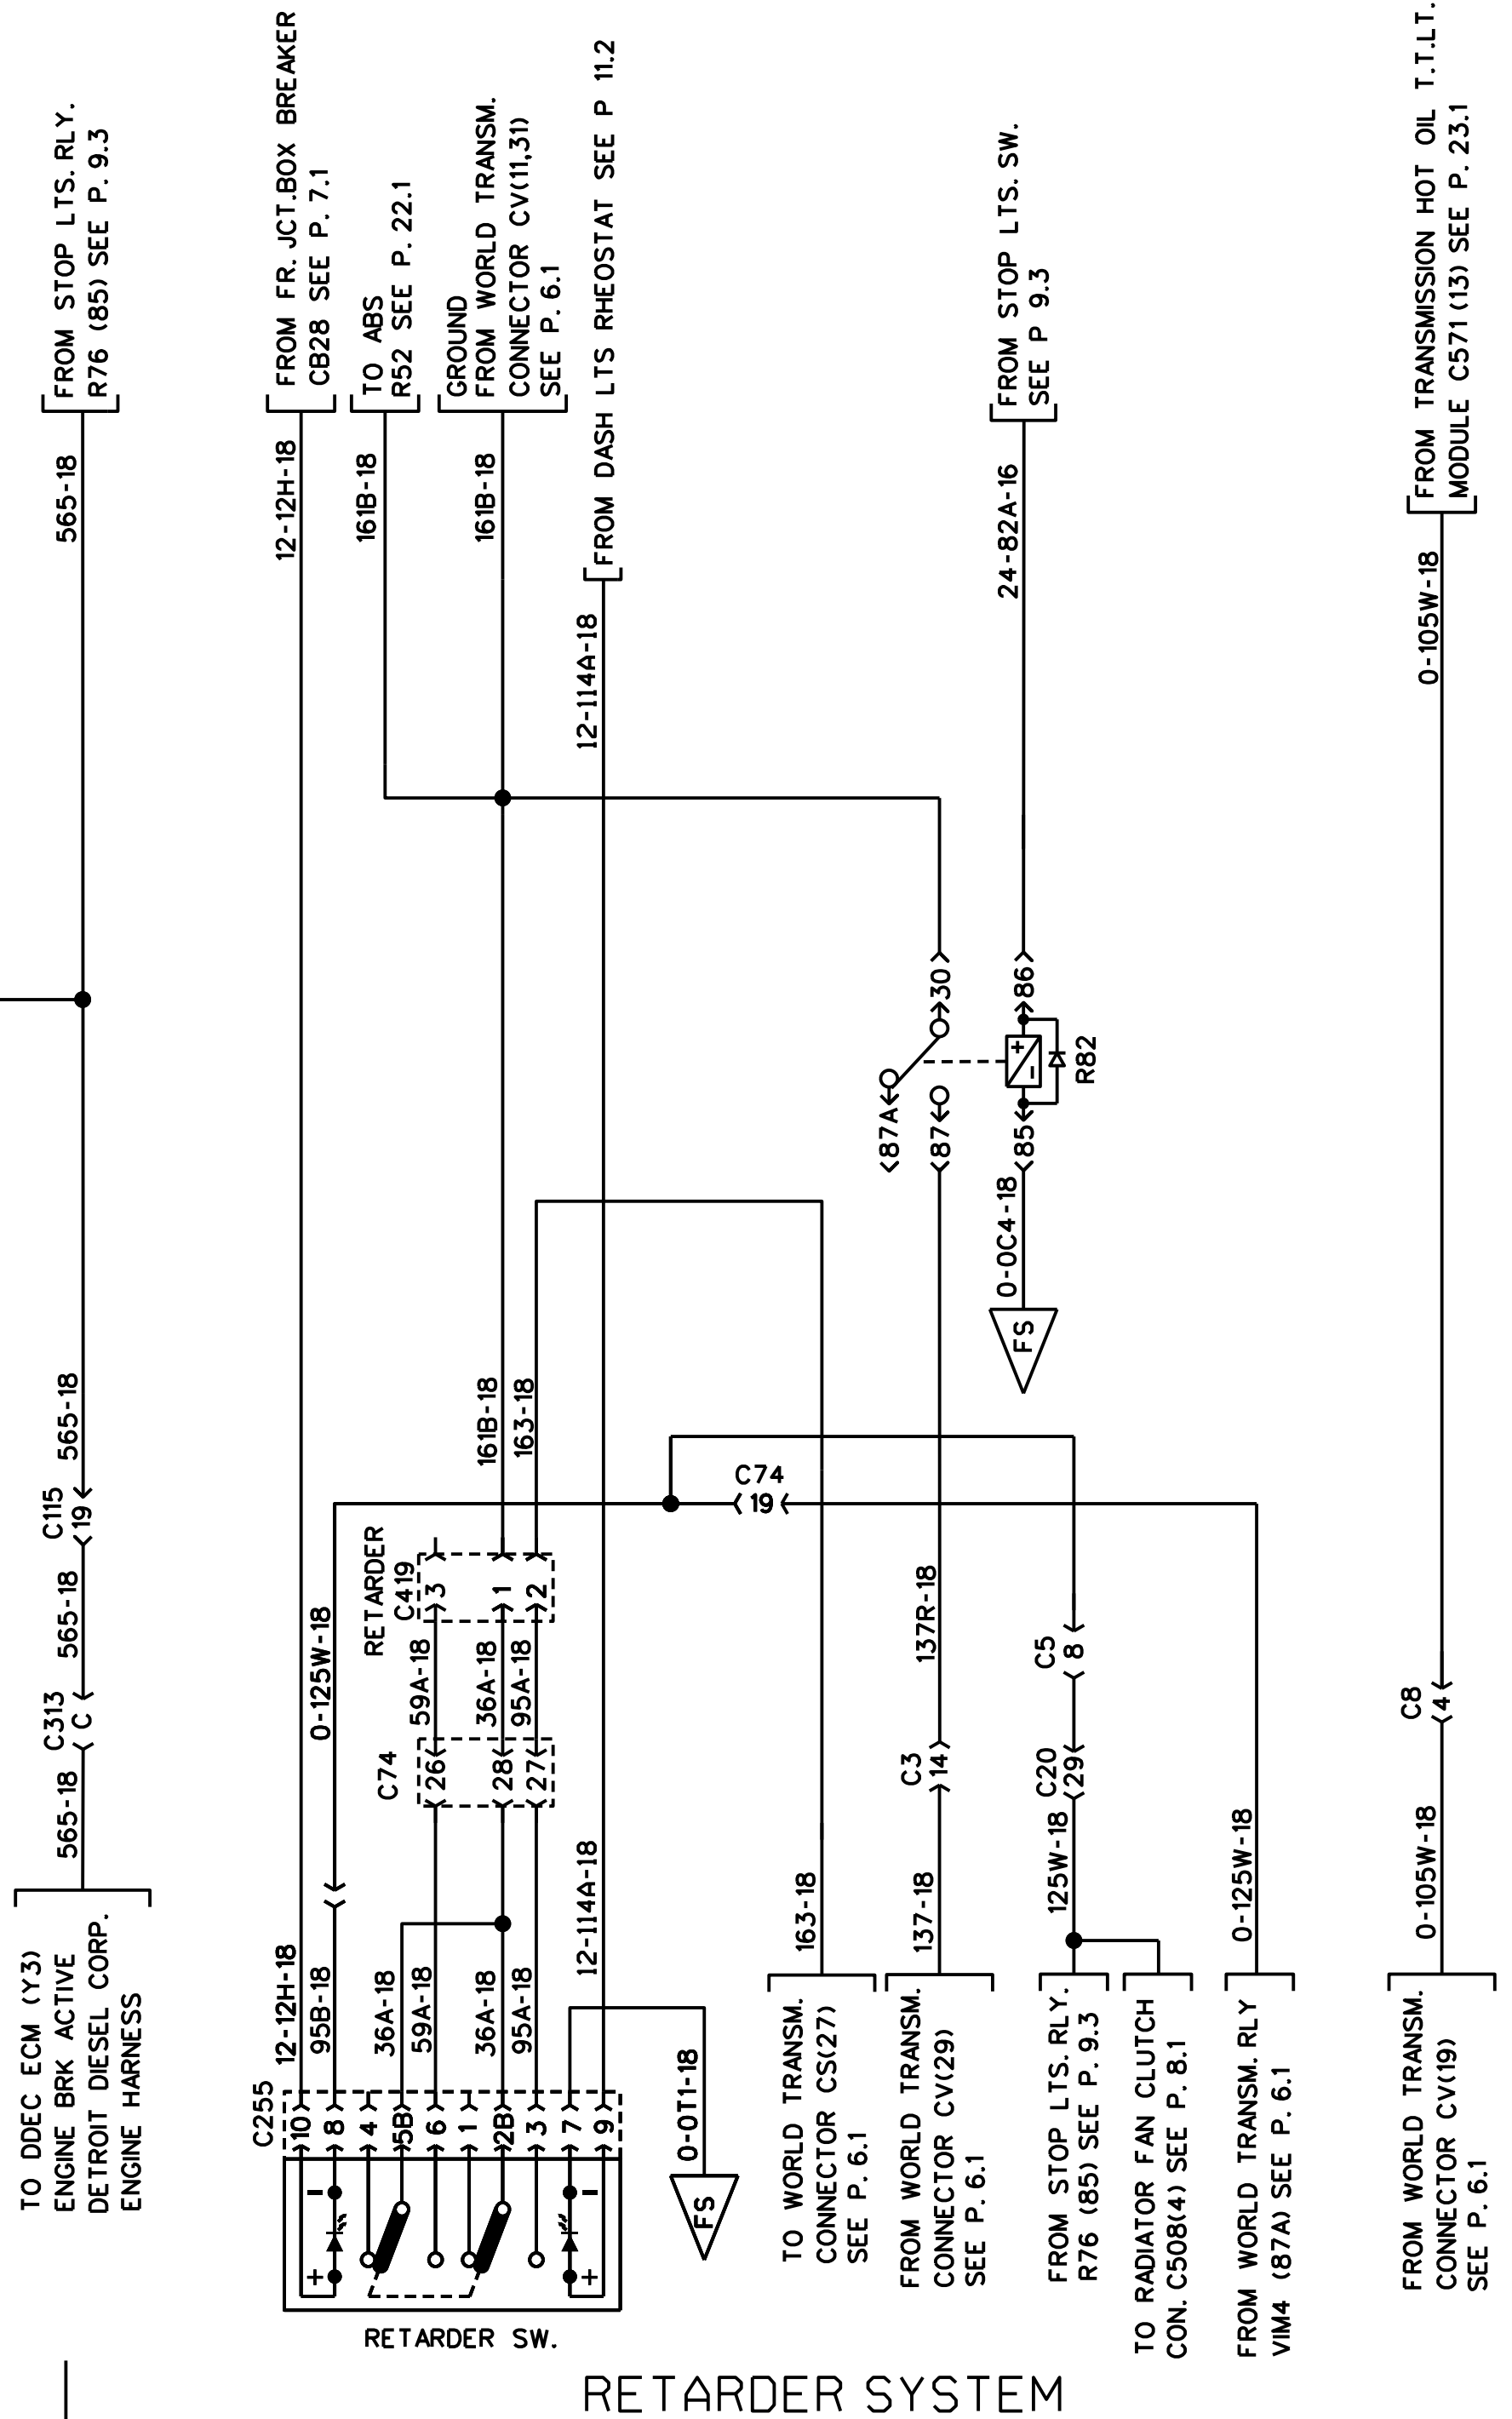 RETARDER SYSTEM
TO DDEC ECM (Y3)
ENGINE BRK ACTIVE
DETROIT DIESEL CORP.
ENGINE HARNESS
565-18
C313
C
565-18
C115
19
565-18
565-18
FROM STOP LTS. RLY.
R76 (85) SEE P. 9.3
RETARDER SW.
+
-
+
-
C255
10
8
4
5B
6
1
2B
3
7
9
12-12H-18
95B-18
36A-18
59A-18
36A-18
95A-18
12-114A-18
0-0T1-18
FS
C74
26
28
27
0-125W-18
59A-18
36A-18
95A-18
RETARDER
C419
3
1
2
161B-18
163-18
C74
19
12-12H-18
FROM FR. JCT.BOX BREAKER
CB28 SEE P. 7.1
161B-18
TO ABS
R52 SEE P. 22.1
161B-18
GROUND
FROM WORLD TRANSM.
CONNECTOR CV(11,31)
SEE P. 6.1
12-114A-18
FROM DASH LTS RHEOSTAT SEE P 11.2
TO WORLD TRANSM.
CONNECTOR CS(27)
SEE P. 6.1
163-18
FROM WORLD TRANSM.
CONNECTOR CV(29)
SEE P. 6.1
137-18
C3
14
137R-18
87A
87
30
85
86
+
-
R82
0-0C4-18
FS
24-82A-16
FROM STOP LTS. SW.
SEE P 9.3
FROM STOP LTS. RLY.
R76 (85) SEE P. 9.3
125W-18
C20
29
C5
8
TO RADIATOR FAN CLUTCH
CON. C508(4) SEE P. 8.1
FROM WORLD TRANSM. RLY
VIM4 (87A) SEE P. 6.1
0-125W-18
FROM WORLD TRANSM.
CONNECTOR CV(19)
SEE P. 6.1
0-105W-18
C8
4
0-105W-18
FROM TRANSMISSION HOT OIL T.T.LT.
MODULE C571 (13) SEE P. 23.1